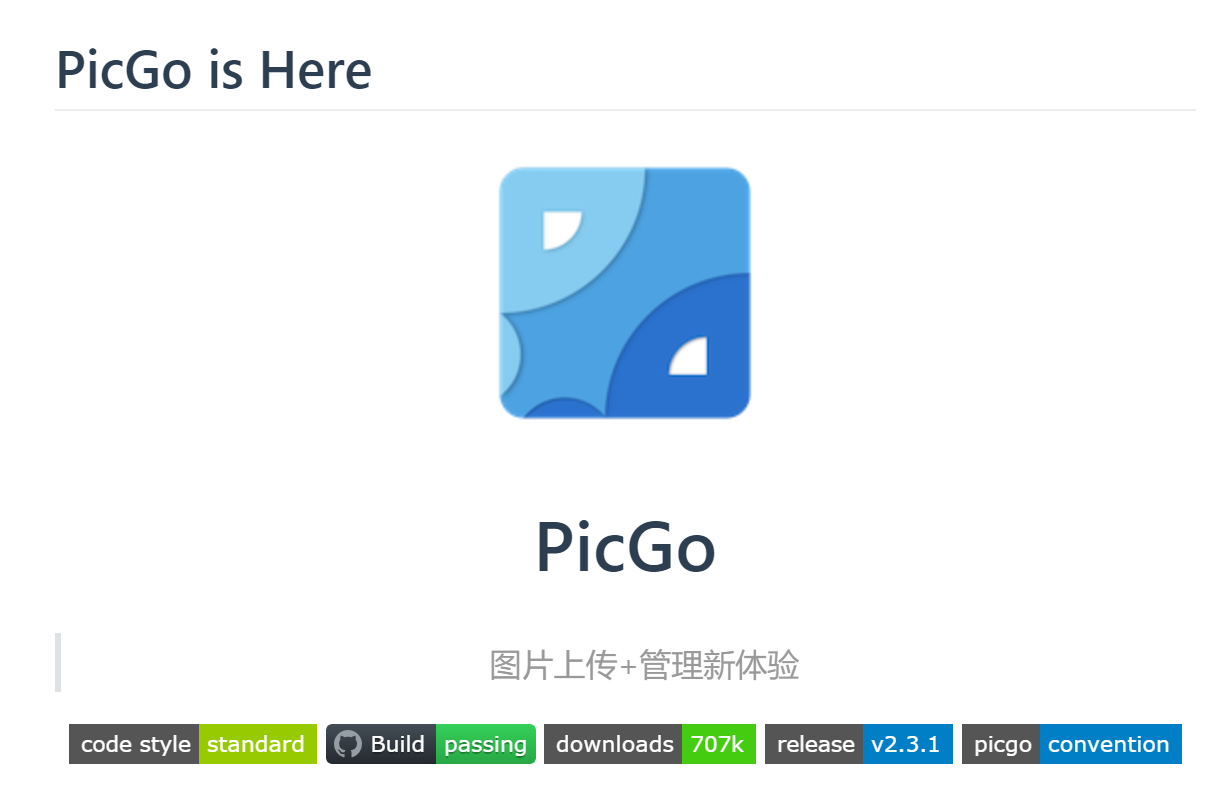 PicGo is Here
PicGo
图片上传+管理新体验
code style standard Build passing downloads 707k release v2.3.1 picgo convention